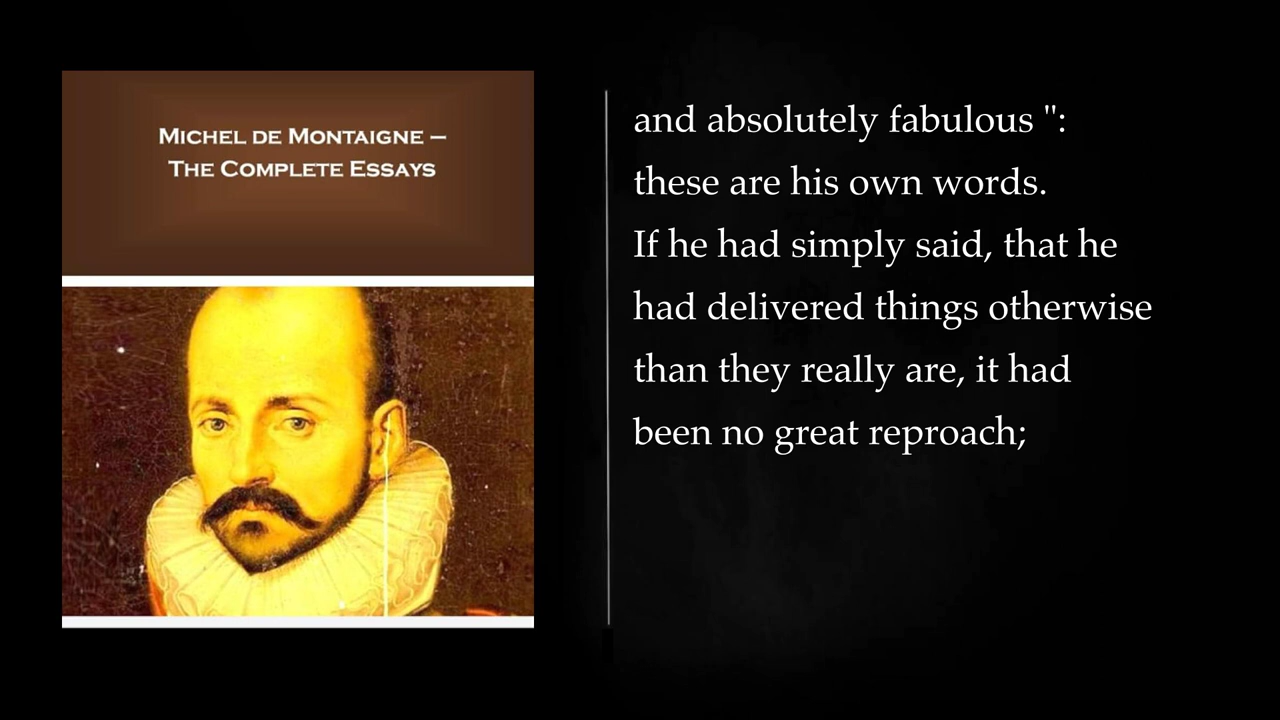 MICHEL DE MONTAIGNE –
THE COMPLETE ESSAYS
and absolutely fabulous ":
these are his own words.
If he had simply said, that he
had delivered things otherwise
than they really are, it had
been no great reproach;